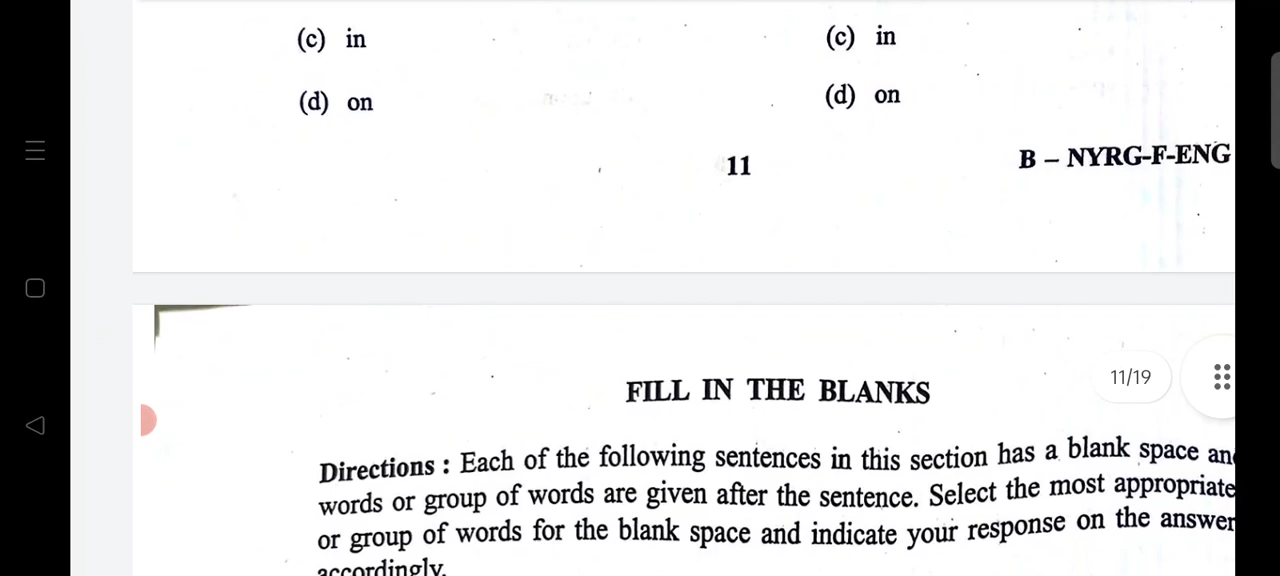 (c) in
(c) in
(d) on
(d) on
11
B – NYRG-F-ENG
11/19
FILL IN THE BLANKS
Directions : Each of the following sentences in this section has a blank space an
words or group of words are given after the sentence. Select the most appropriate
or group of words for the blank space and indicate your response on the answer
accordingly.